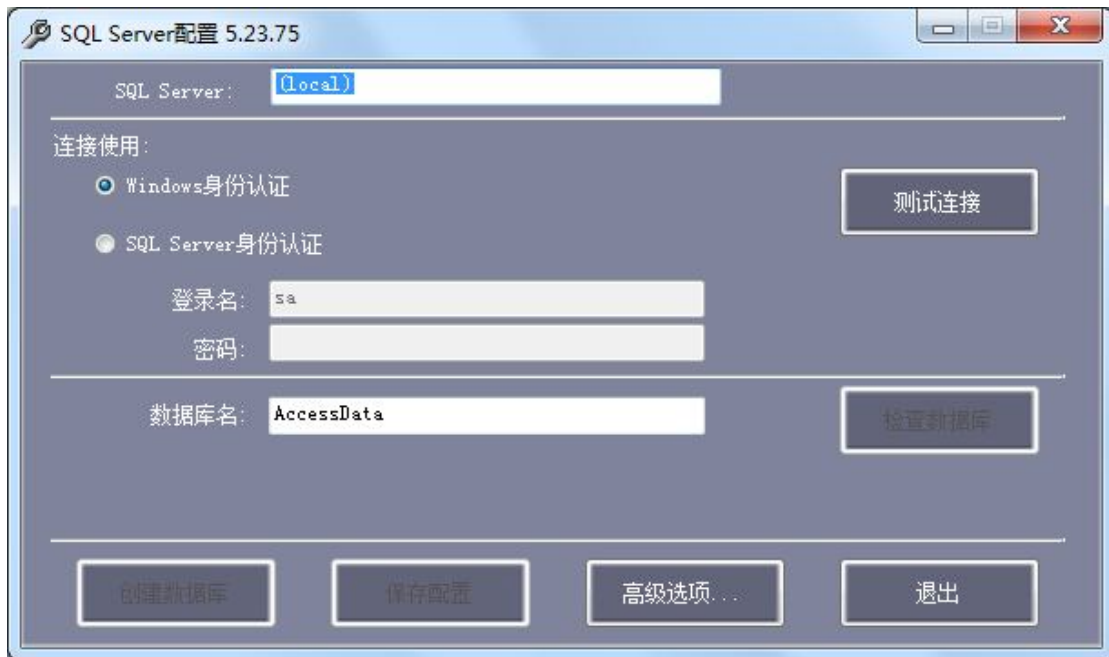 SQL Server配置 5.23.75
SQL Server: (local)
连接使用:
Windows身份认证
测试连接
SQL Server身份认证
登录名: sa
密码:
数据库名: AccessData
检查数据库
创建数据库
保存配置
高级选项...
退出